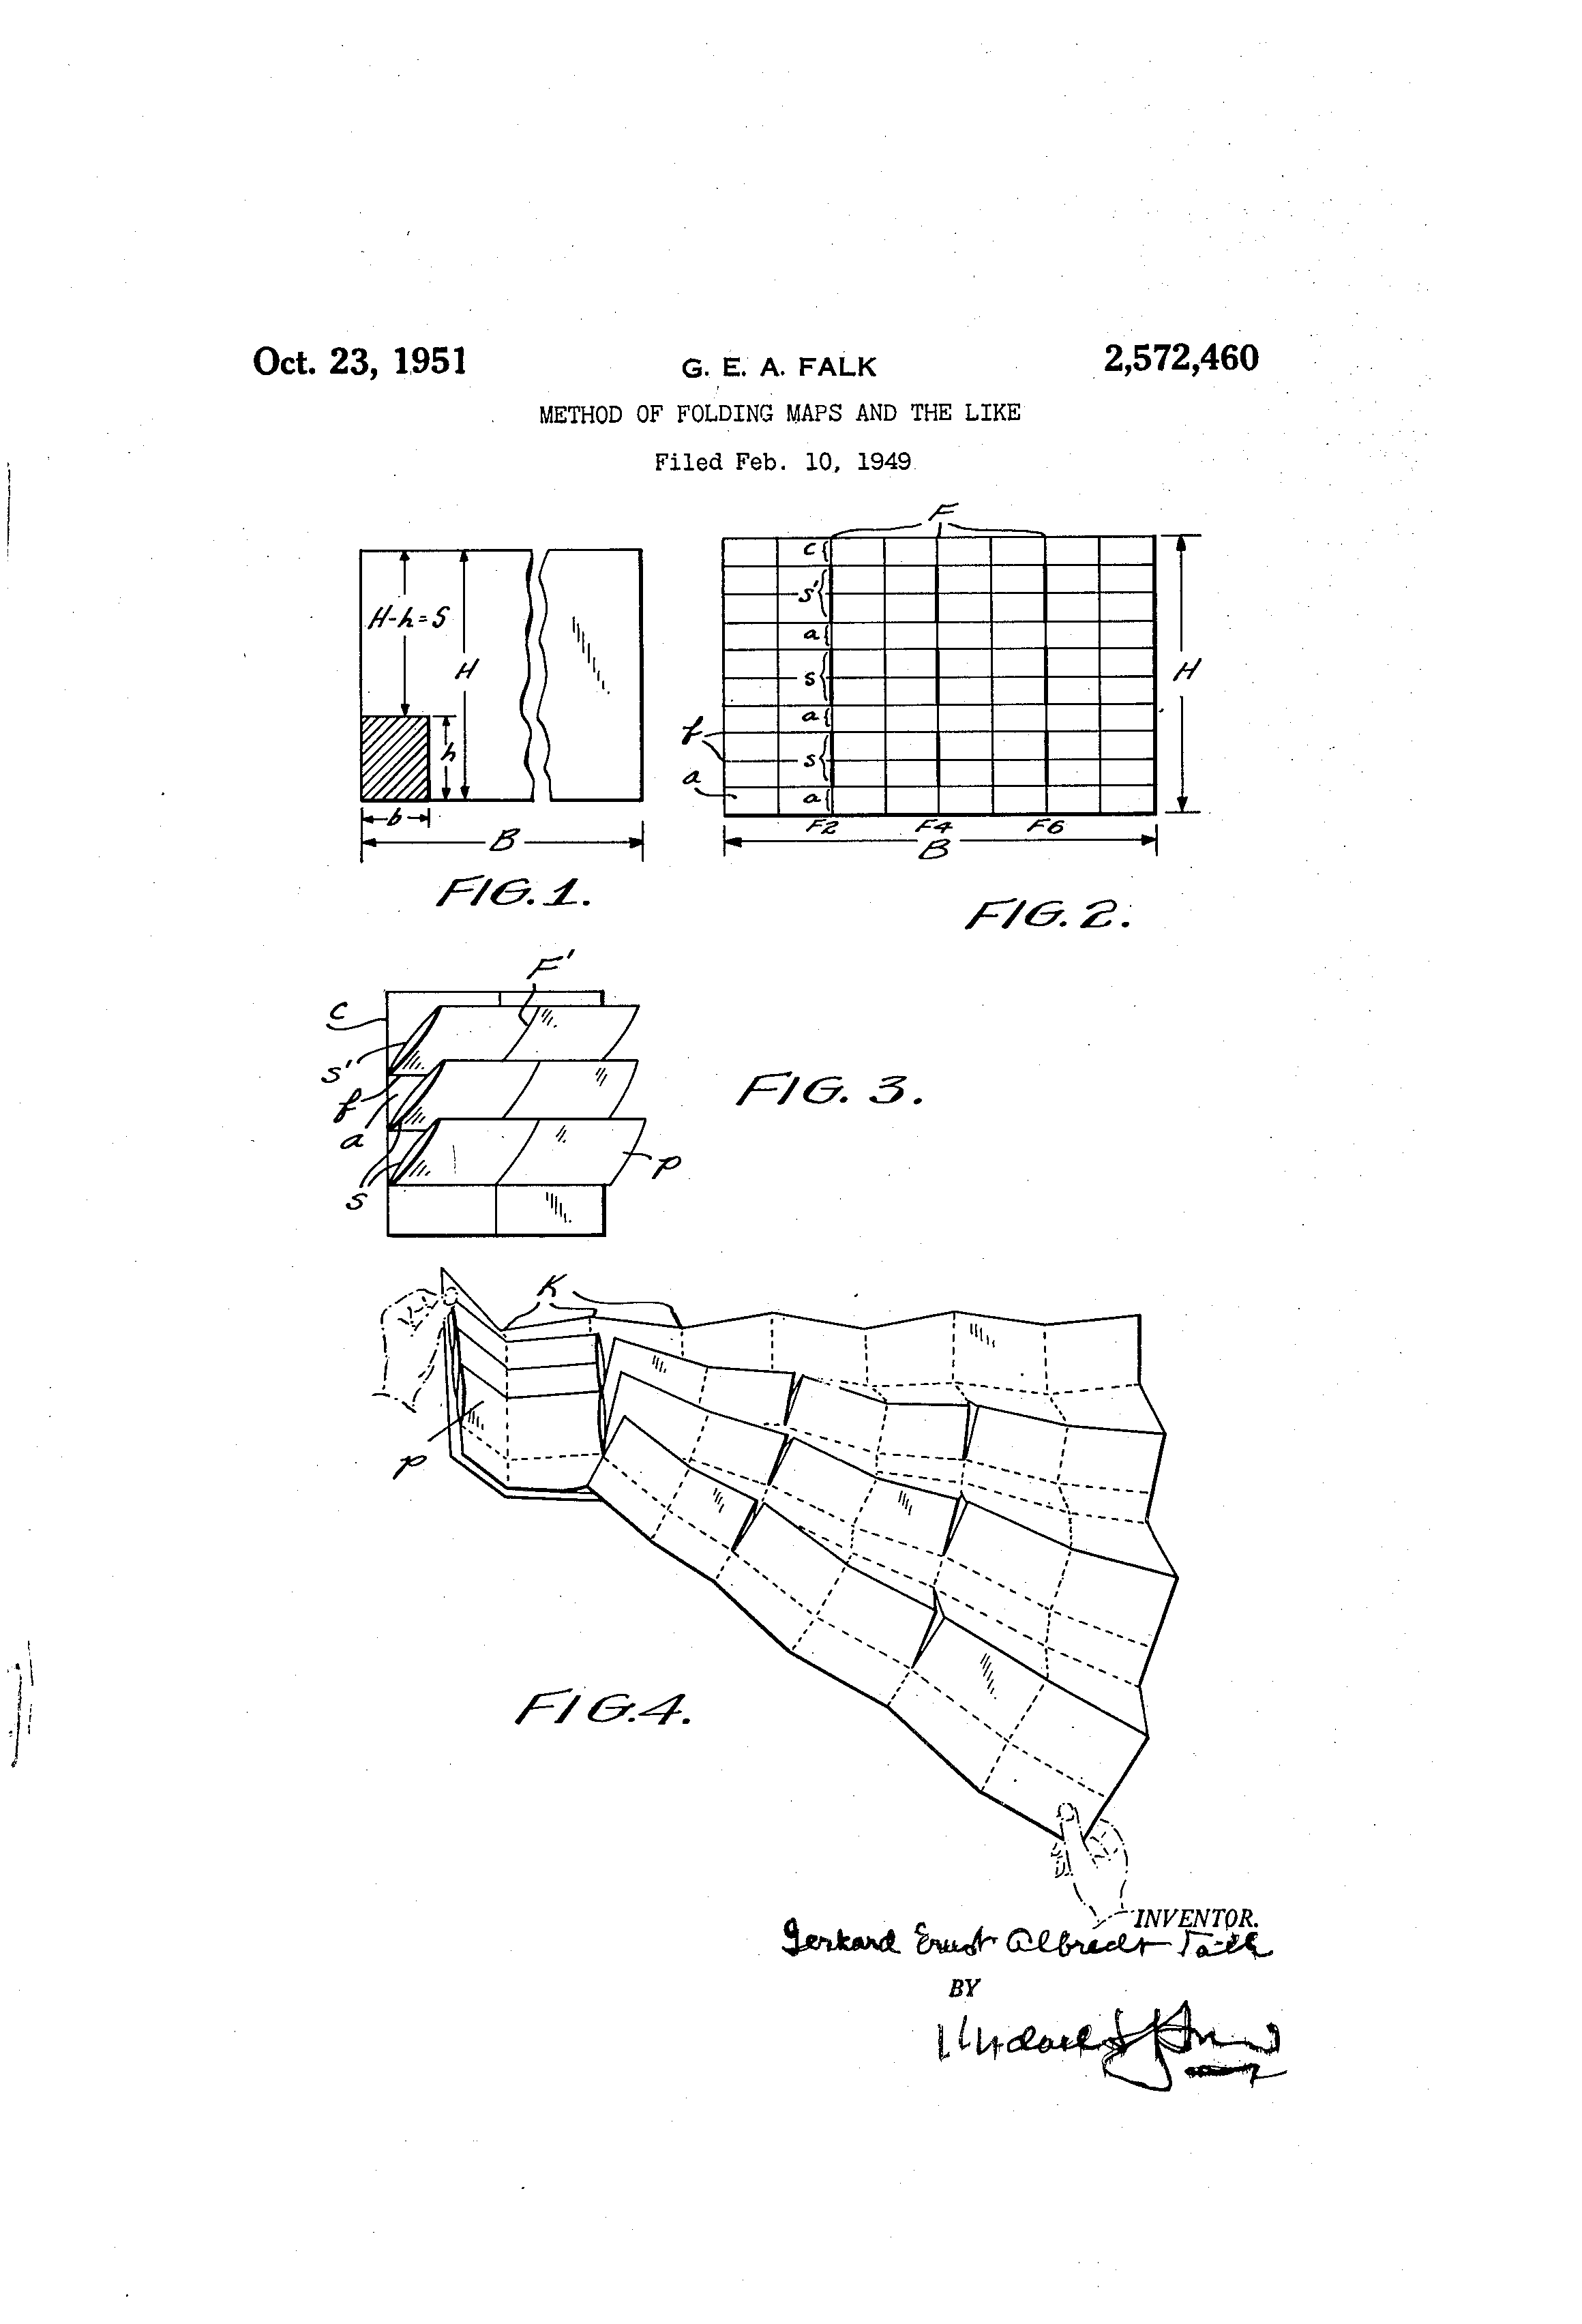 Oct. 23, 1951
G. E. A. FALK
2,572,460
METHOD OF FOLDING MAPS AND THE LIKE
Filed Feb. 10, 1949
H-h=S
H
h
b
B
FIG. 1.
F
c
s'
a
s
a
s
a
f
a
H
F2 F4 F6
B
FIG. 2.
F'
c
s'
f
a
s
p
FIG. 3.
K
p
FIG. 4.
INVENTOR.
Gerhard Ernst Albrecht Falk
BY